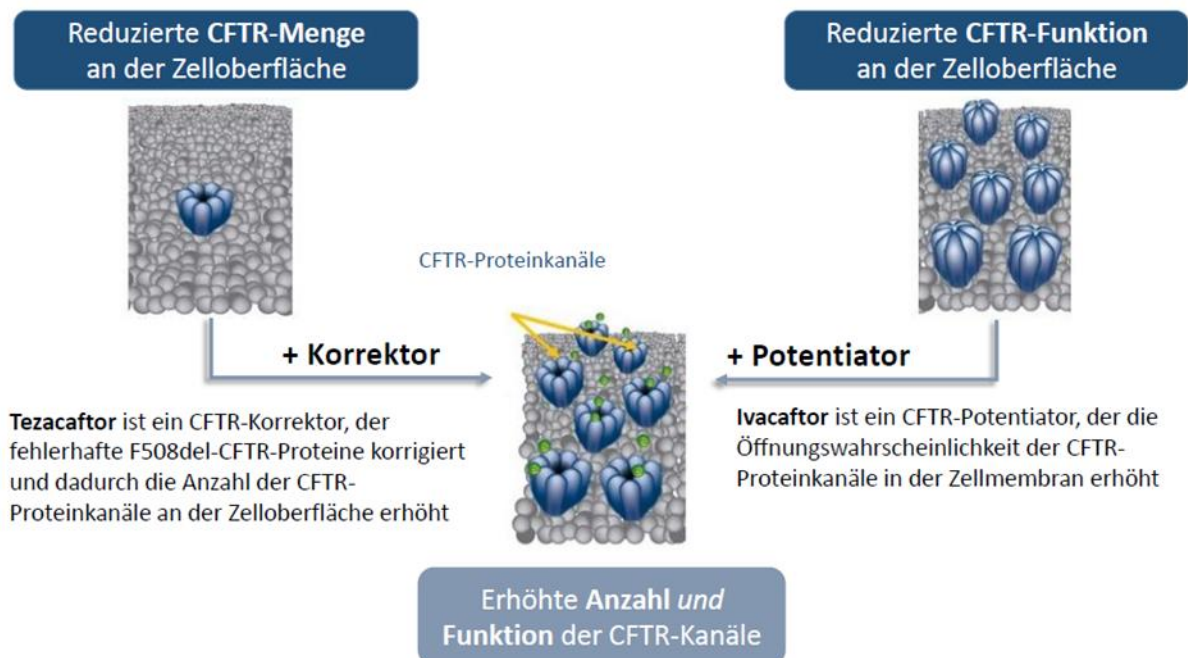 Reduzierte CFTR-Menge
an der Zelloberfläche
Reduzierte CFTR-Funktion
an der Zelloberfläche
CFTR-Proteinkanäle
+ Korrektor
+ Potentiator
Tezacaftor ist ein CFTR-Korrektor, der
fehlerhafte F508del-CFTR-Proteine korrigiert
und dadurch die Anzahl der CFTR-
Proteinkanäle an der Zelloberfläche erhöht
Ivacaftor ist ein CFTR-Potentiator, der die
Öffnungswahrscheinlichkeit der CFTR-
Proteinkanäle in der Zellmembran erhöht
Erhöhte Anzahl und
Funktion der CFTR-Kanäle